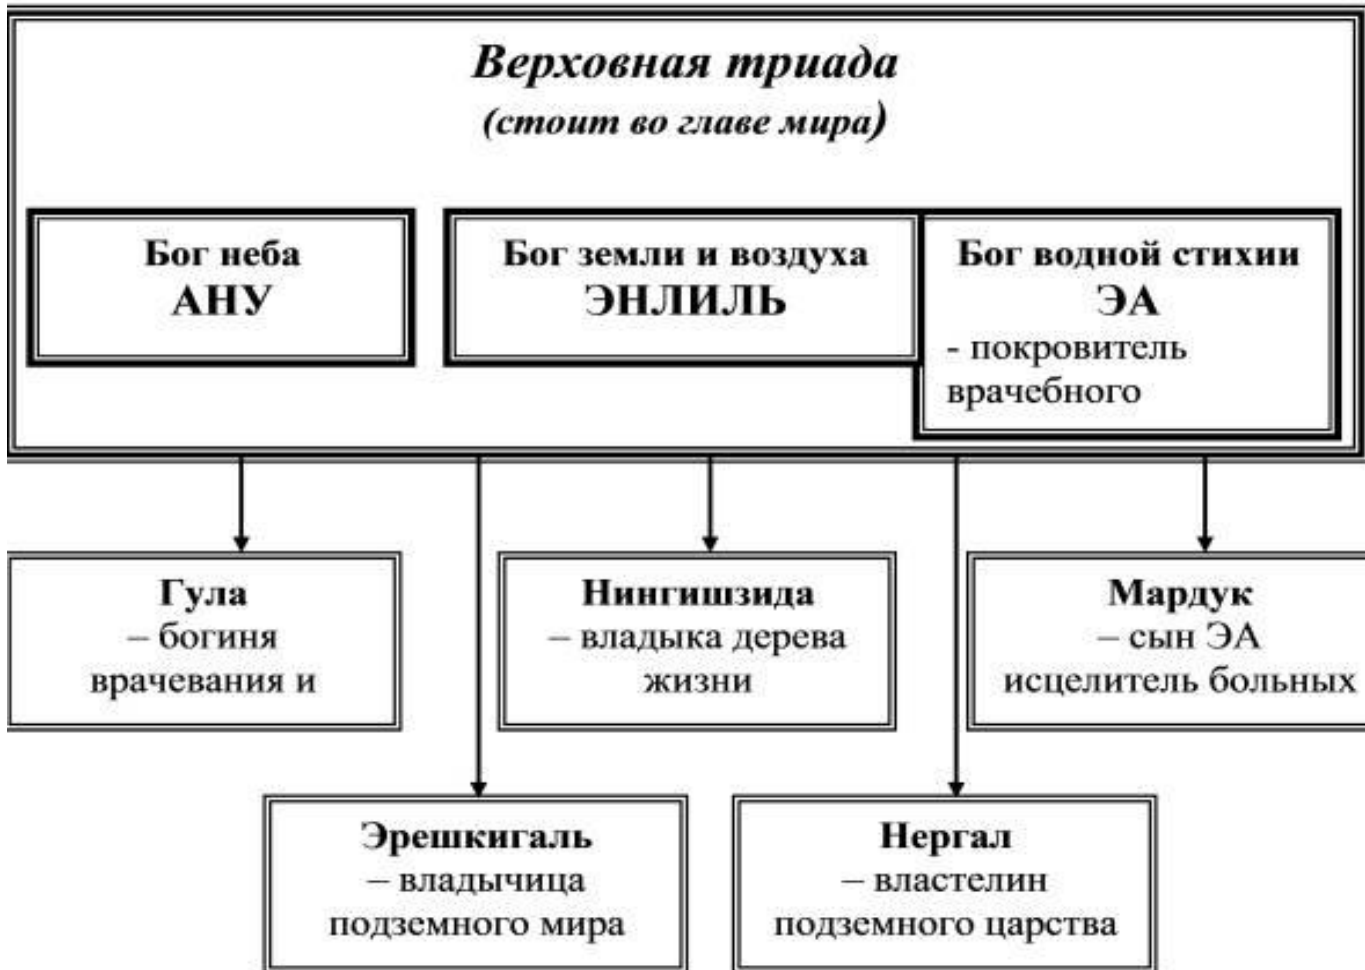 Верховная триада
(стоит во главе мира)
Бог неба
АНУ
Бог земли и воздуха
ЭНЛИЛЬ
Бог водной стихии
ЭА
- покровитель
врачебного
Гула
– богиня
врачевания и
Нингишзида
– владыка дерева
жизни
Мардук
– сын ЭА
исцелитель больных
Эрешкигаль
– владычица
подземного мира
Нергал
– властелин
подземного царства